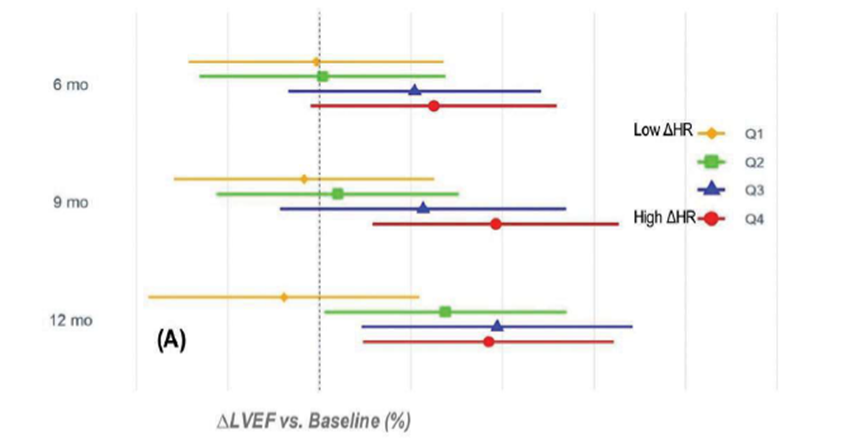 6 mo
Low ΔHR Q1
Q2
Q3
9 mo
High ΔHR Q4
12 mo
(A)
ΔLVEF vs. Baseline (%)